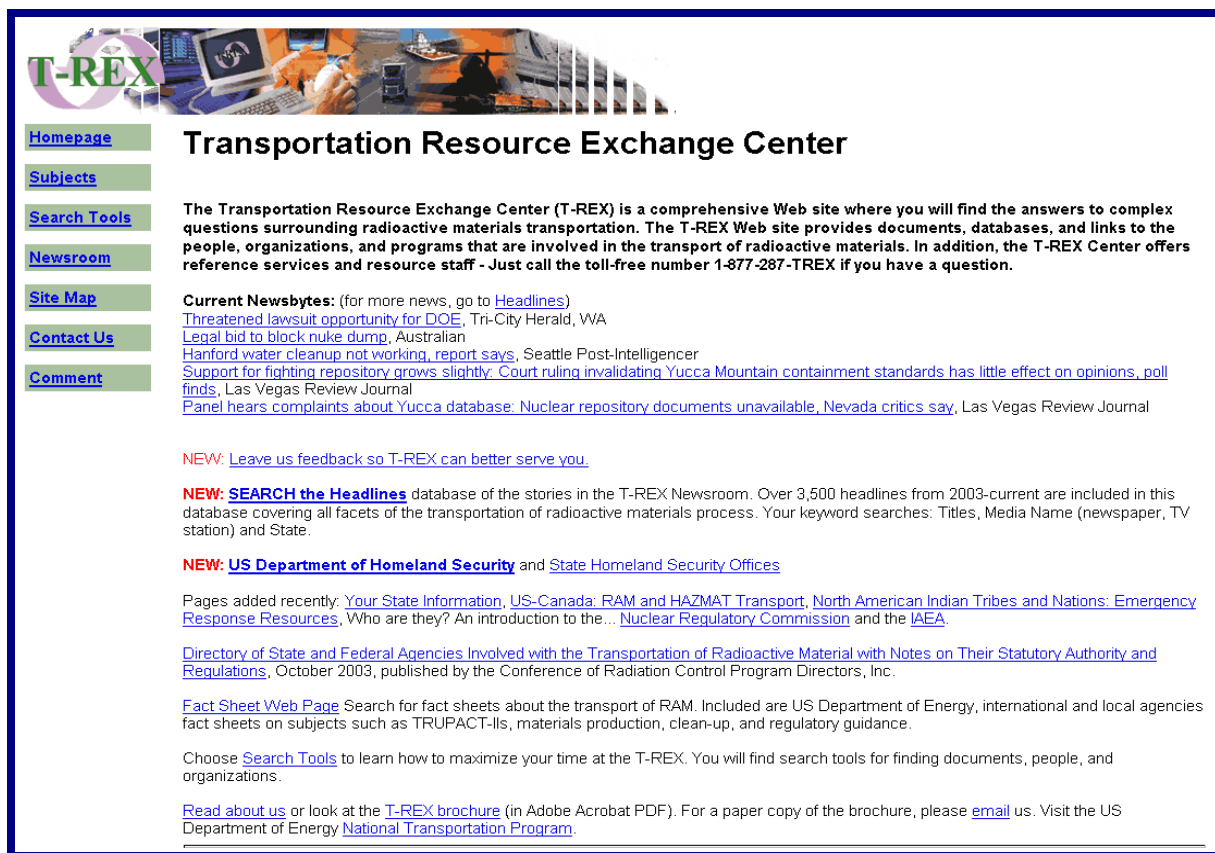 T-REX
Homepage
Subjects
Search Tools
Newsroom
Site Map
Contact Us
Comment
Transportation Resource Exchange Center
The Transportation Resource Exchange Center (T-REX) is a comprehensive Web site where you will find the answers to complex
questions surrounding radioactive materials transportation. The T-REX Web site provides documents, databases, and links to the
people, organizations, and programs that are involved in the transport of radioactive materials. In addition, the T-REX Center offers
reference services and resource staff - Just call the toll-free number 1-877-287-TREX if you have a question.
Current Newsbytes: (for more news, go to Headlines)
Threatened lawsuit opportunity for DOE, Tri-City Herald, WA
Legal bid to block nuke dump, Australian
Hanford water cleanup not working, report says, Seattle Post-Intelligencer
Support for fighting repository grows slightly: Court ruling invalidating Yucca Mountain containment standards has little effect on opinions, poll
finds, Las Vegas Review Journal
Panel hears complaints about Yucca database: Nuclear repository documents unavailable, Nevada critics say, Las Vegas Review Journal
NEW: Leave us feedback so T-REX can better serve you.
NEW: SEARCH the Headlines database of the stories in the T-REX Newsroom. Over 3,500 headlines from 2003-current are included in this
database covering all facets of the transportation of radioactive materials process. Your keyword searches: Titles, Media Name (newspaper, TV
station) and State.
NEW: US Department of Homeland Security and State Homeland Security Offices
Pages added recently: Your State Information, US-Canada: RAM and HAZMAT Transport, North American Indian Tribes and Nations: Emergency
Response Resources, Who are they? An introduction to the... Nuclear Regulatory Commission and the IAEA.
Directory of State and Federal Agencies Involved with the Transportation of Radioactive Material with Notes on Their Statutory Authority and
Regulations, October 2003, published by the Conference of Radiation Control Program Directors, Inc.
Fact Sheet Web Page Search for fact sheets about the transport of RAM. Included are US Department of Energy, international and local agencies
fact sheets on subjects such as TRUPACT-IIs, materials production, clean-up, and regulatory guidance.
Choose Search Tools to learn how to maximize your time at the T-REX. You will find search tools for finding documents, people, and
organizations.
Read about us or look at the T-REX brochure (in Adobe Acrobat PDF). For a paper copy of the brochure, please email us. Visit the US
Department of Energy National Transportation Program.